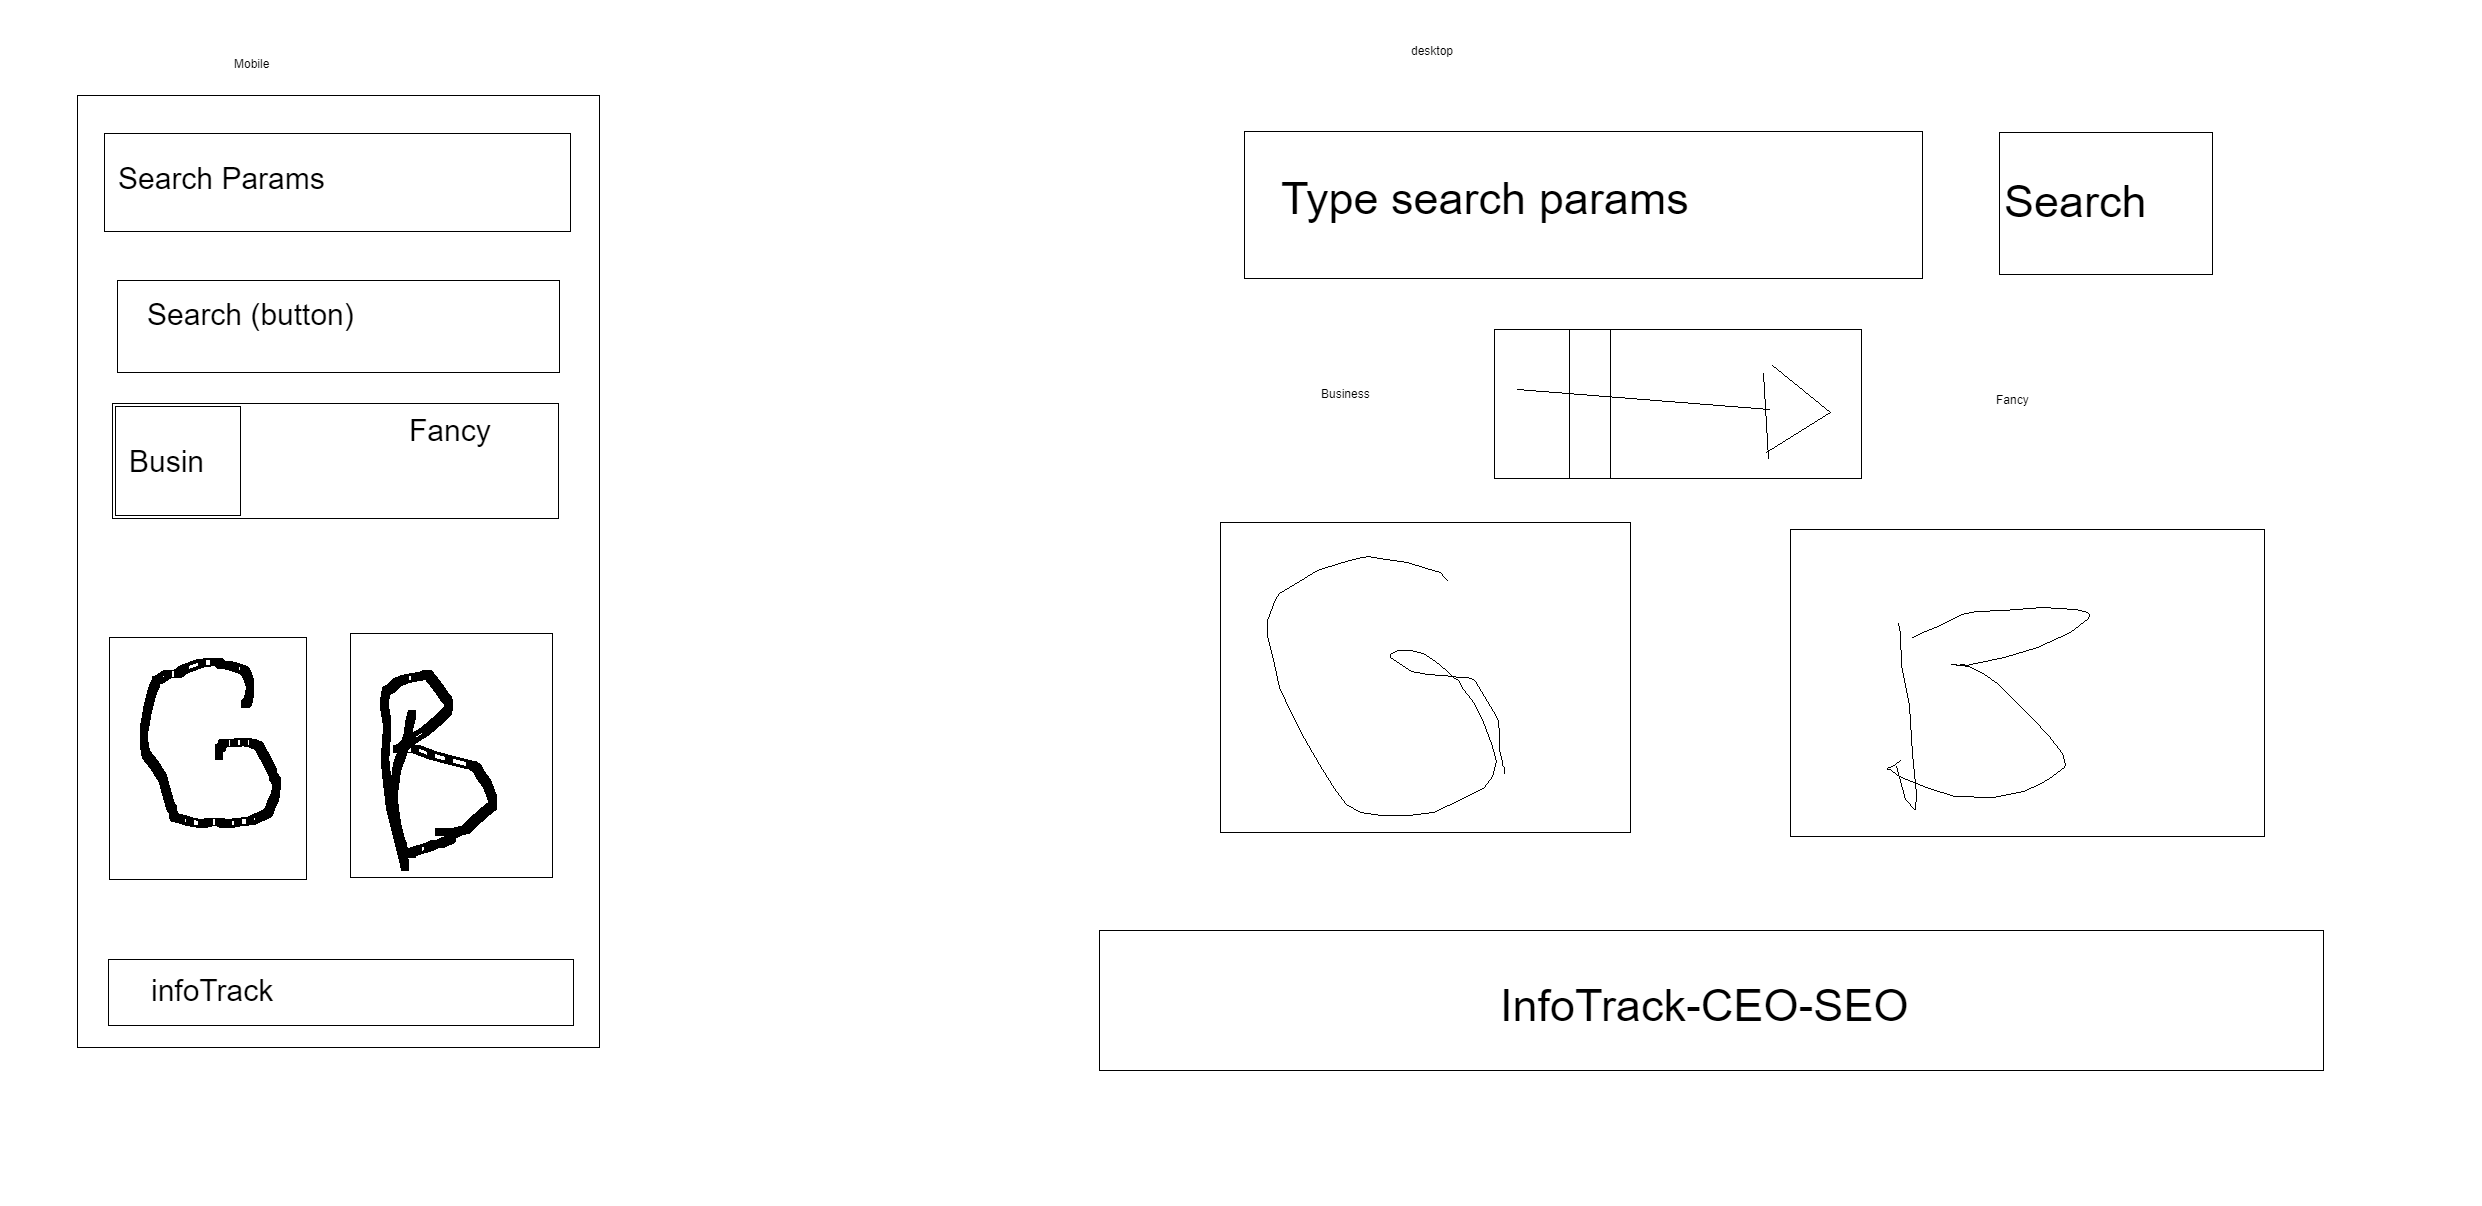 Mobile
Search Params
Search (button)
Busin
Fancy
G
B
infoTrack
desktop
Type search params
Search
Business
Fancy
G
B
InfoTrack-CEO-SEO